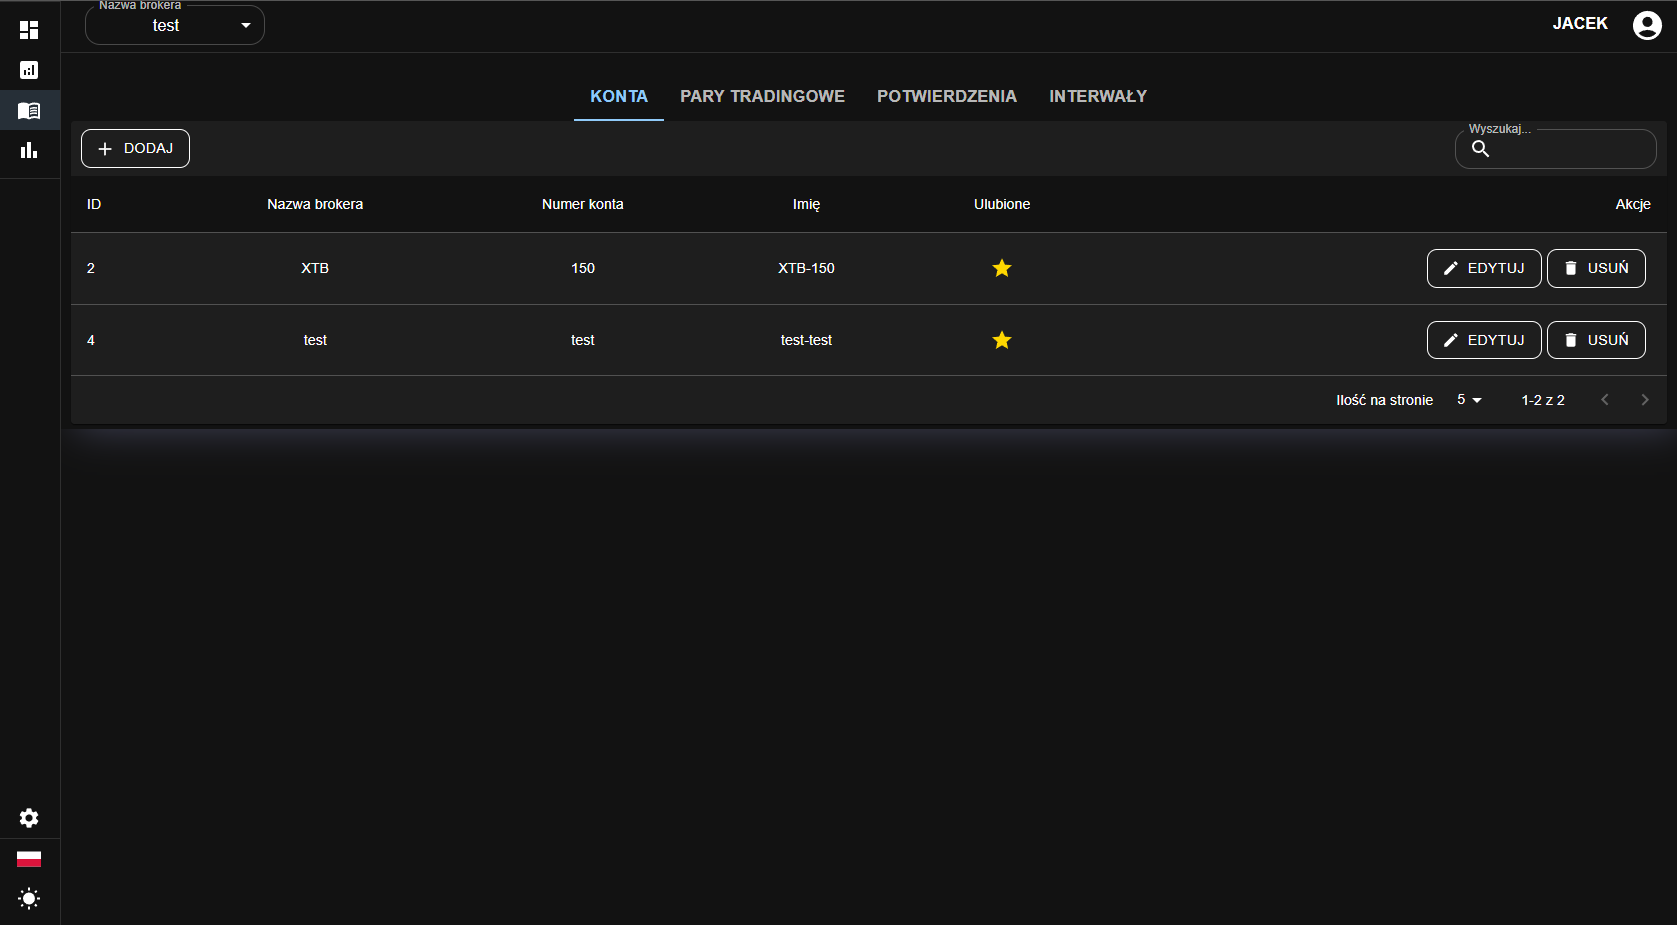 Nazwa brokera
test
JACEK
KONTA PARY TRADINGOWE POTWIERDZENIA INTERWAŁY
DODAJ
Wyszukaj...
ID Nazwa brokera Numer konta Imię Ulubione Akcje
2 XTB 150 XTB-150 EDYTUJ USUŃ
4 test test test-test EDYTUJ USUŃ
Ilość na stronie 5 1-2 z 2